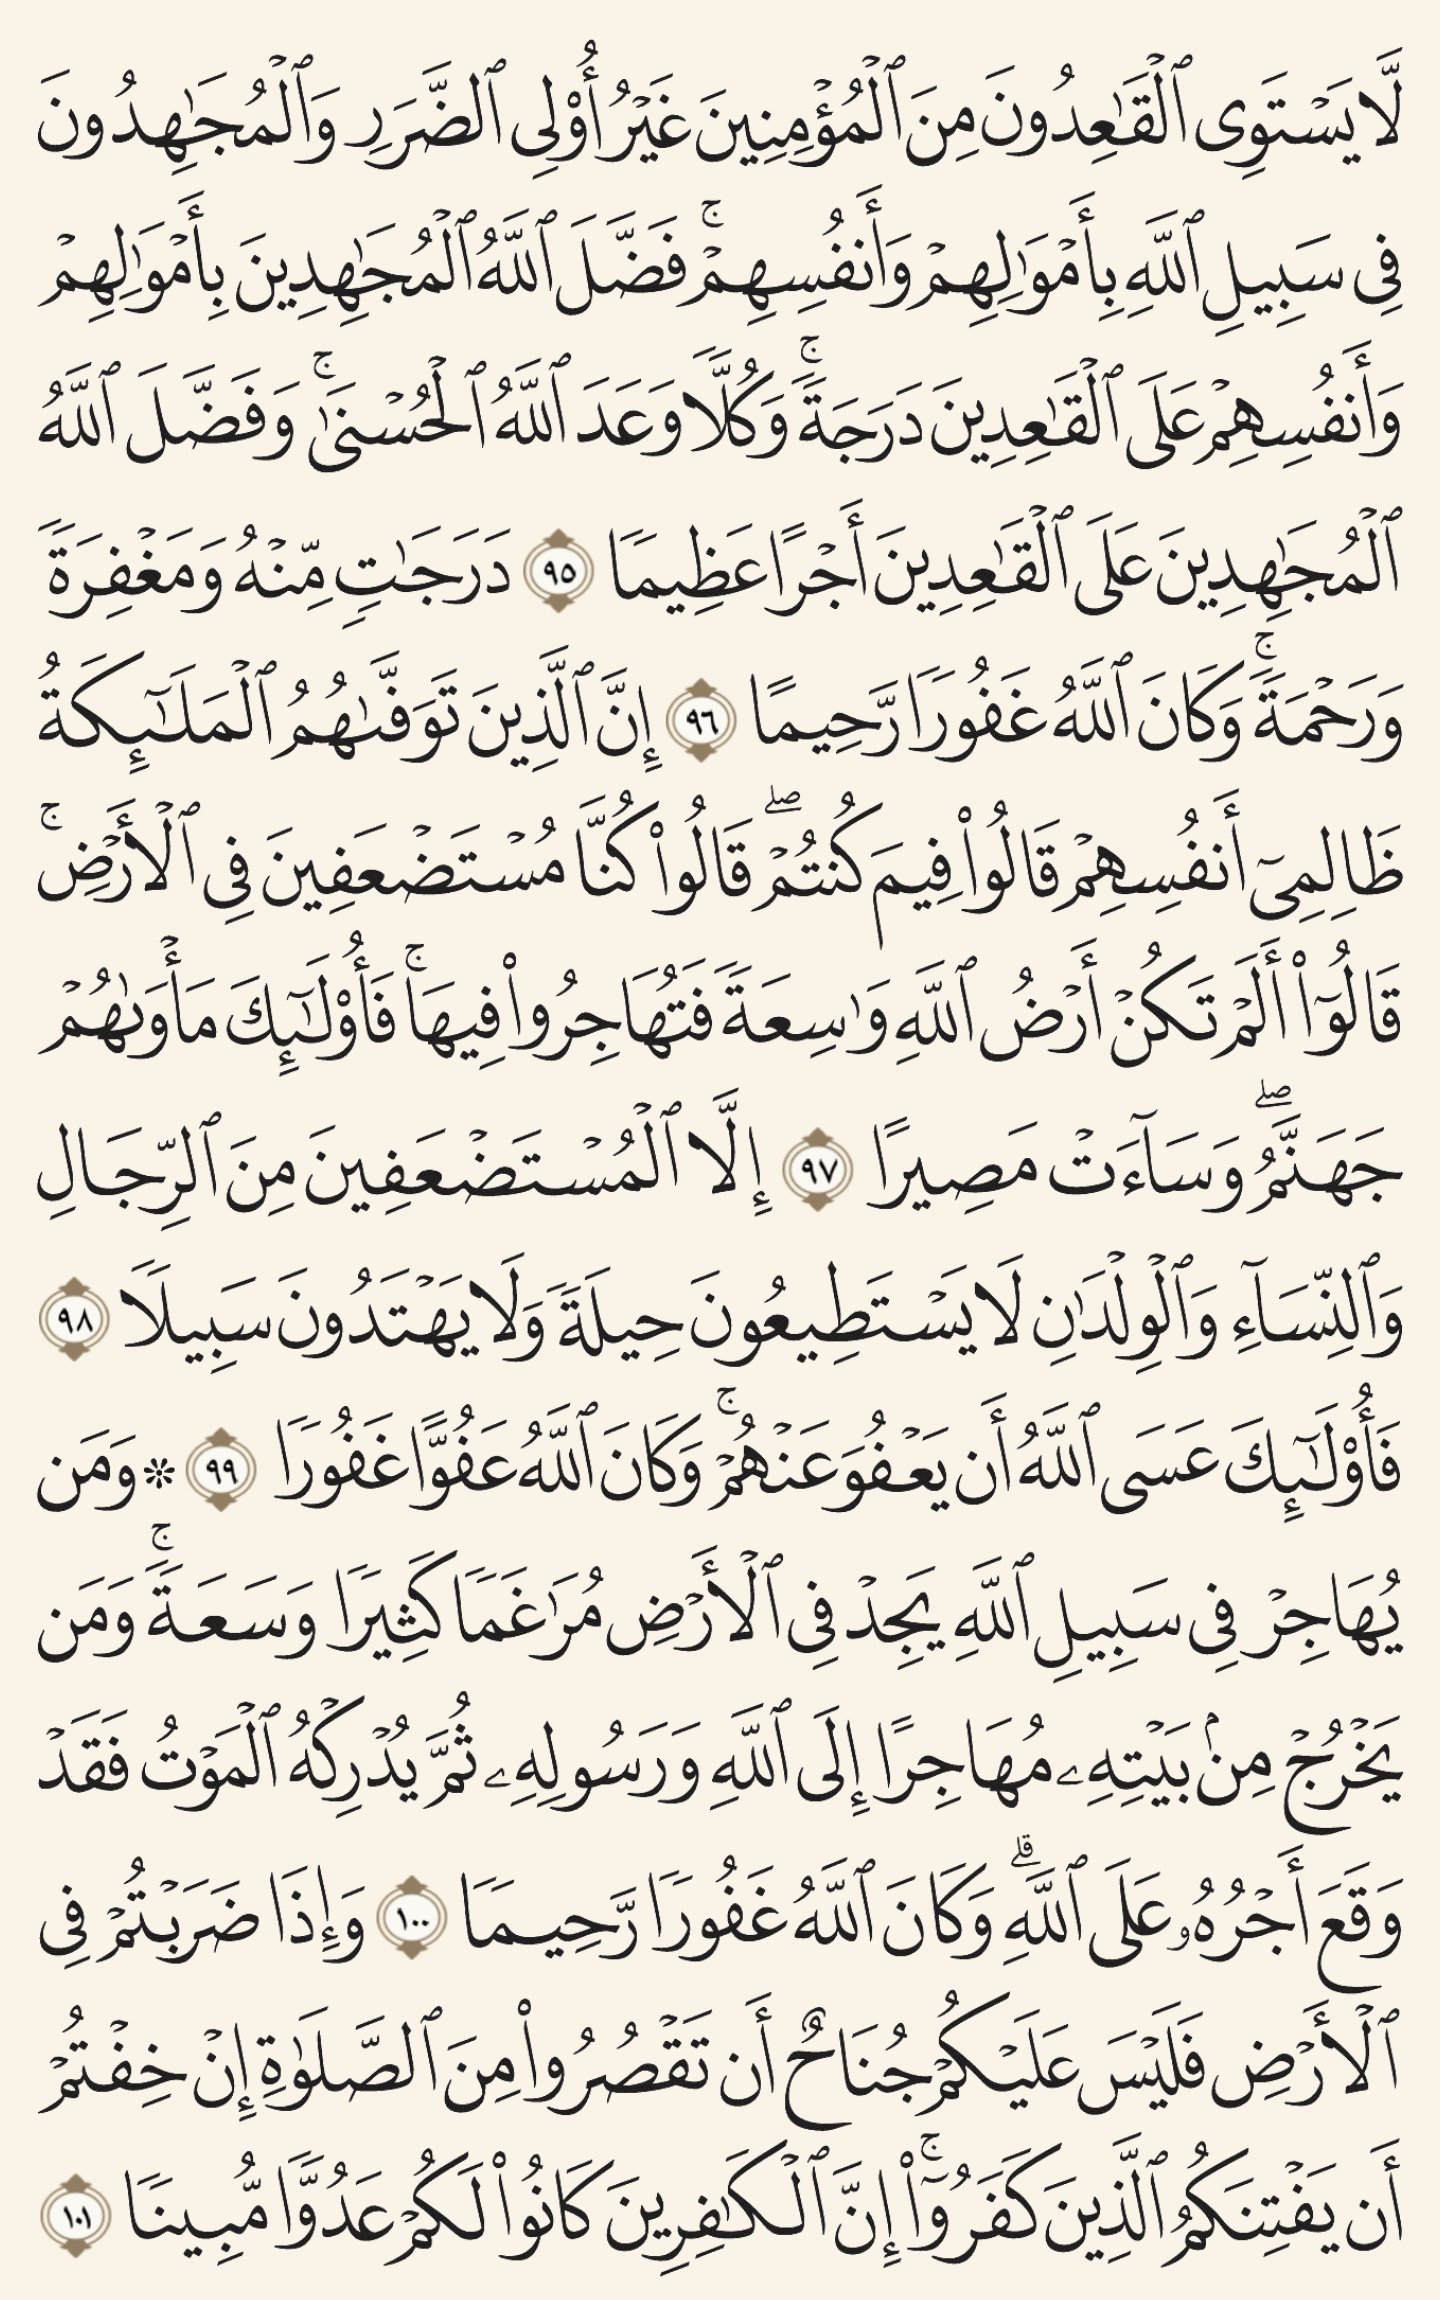 لَّا يَسْتَوِى ٱلْقَـٰعِدُونَ مِنَ ٱلْمُؤْمِنِينَ غَيْرُ أُو۟لِى ٱلضَّرَرِ وَٱلْمُجَـٰهِدُونَ
فِى سَبِيلِ ٱللَّهِ بِأَمْوَٰلِهِمْ وَأَنفُسِهِمْ ۚ فَضَّلَ ٱللَّهُ ٱلْمُجَـٰهِدِينَ بِأَمْوَٰلِهِمْ
وَأَنفُسِهِمْ عَلَى ٱلْقَـٰعِدِينَ دَرَجَةً ۚ وَكُلًّا وَعَدَ ٱللَّهُ ٱلْحُسْنَىٰ ۚ وَفَضَّلَ ٱللَّهُ
ٱلْمُجَـٰهِدِينَ عَلَى ٱلْقَـٰعِدِينَ أَجْرًا عَظِيمًا ٩٥ دَرَجَـٰتٍ مِّنْهُ وَمَغْفِرَةً
وَرَحْمَةً ۚ وَكَانَ ٱللَّهُ غَفُورًا رَّحِيمًا ٩٦ إِنَّ ٱلَّذِينَ تَوَفَّىٰهُمُ ٱلْمَلَـٰٓئِكَةُ
ظَالِمِىٓ أَنفُسِهِمْ قَالُوا۟ فِيمَ كُنتُمْ ۖ قَالُوا۟ كُنَّا مُسْتَضْعَفِينَ فِى ٱلْأَرْضِ ۚ
قَالُوٓا۟ أَلَمْ تَكُنْ أَرْضُ ٱللَّهِ وَٰسِعَةً فَتُهَاجِرُوا۟ فِيهَا ۚ فَأُو۟لَـٰٓئِكَ مَأْوَىٰهُمْ
جَهَنَّمُ ۖ وَسَآءَتْ مَصِيرًا ٩٧ إِلَّا ٱلْمُسْتَضْعَفِينَ مِنَ ٱلرِّجَالِ
وَٱلنِّسَآءِ وَٱلْوِلْدَٰنِ لَا يَسْتَطِيعُونَ حِيلَةً وَلَا يَهْتَدُونَ سَبِيلًا ٩٨
فَأُو۟لَـٰٓئِكَ عَسَى ٱللَّهُ أَن يَعْفُوَ عَنْهُمْ ۚ وَكَانَ ٱللَّهُ عَفُوًّا غَفُورًا ٩٩ ۞ وَمَن
يُهَاجِرْ فِى سَبِيلِ ٱللَّهِ يَجِدْ فِى ٱلْأَرْضِ مُرَٰغَمًا كَثِيرًا وَسَعَةً ۚ وَمَن
يَخْرُجْ مِنۢ بَيْتِهِۦ مُهَاجِرًا إِلَى ٱللَّهِ وَرَسُولِهِۦ ثُمَّ يُدْرِكْهُ ٱلْمَوْتُ فَقَدْ
وَقَعَ أَجْرُهُۥ عَلَى ٱللَّهِ ۗ وَكَانَ ٱللَّهُ غَفُورًا رَّحِيمًا ١٠٠ وَإِذَا ضَرَبْتُمْ فِى
ٱلْأَرْضِ فَلَيْسَ عَلَيْكُمْ جُنَاحٌ أَن تَقْصُرُوا۟ مِنَ ٱلصَّلَوٰةِ إِنْ خِفْتُمْ
أَن يَفْتِنَكُمُ ٱلَّذِينَ كَفَرُوٓا۟ ۚ إِنَّ ٱلْكَـٰفِرِينَ كَانُوا۟ لَكُمْ عَدُوًّا مُّبِينًا ١٠١